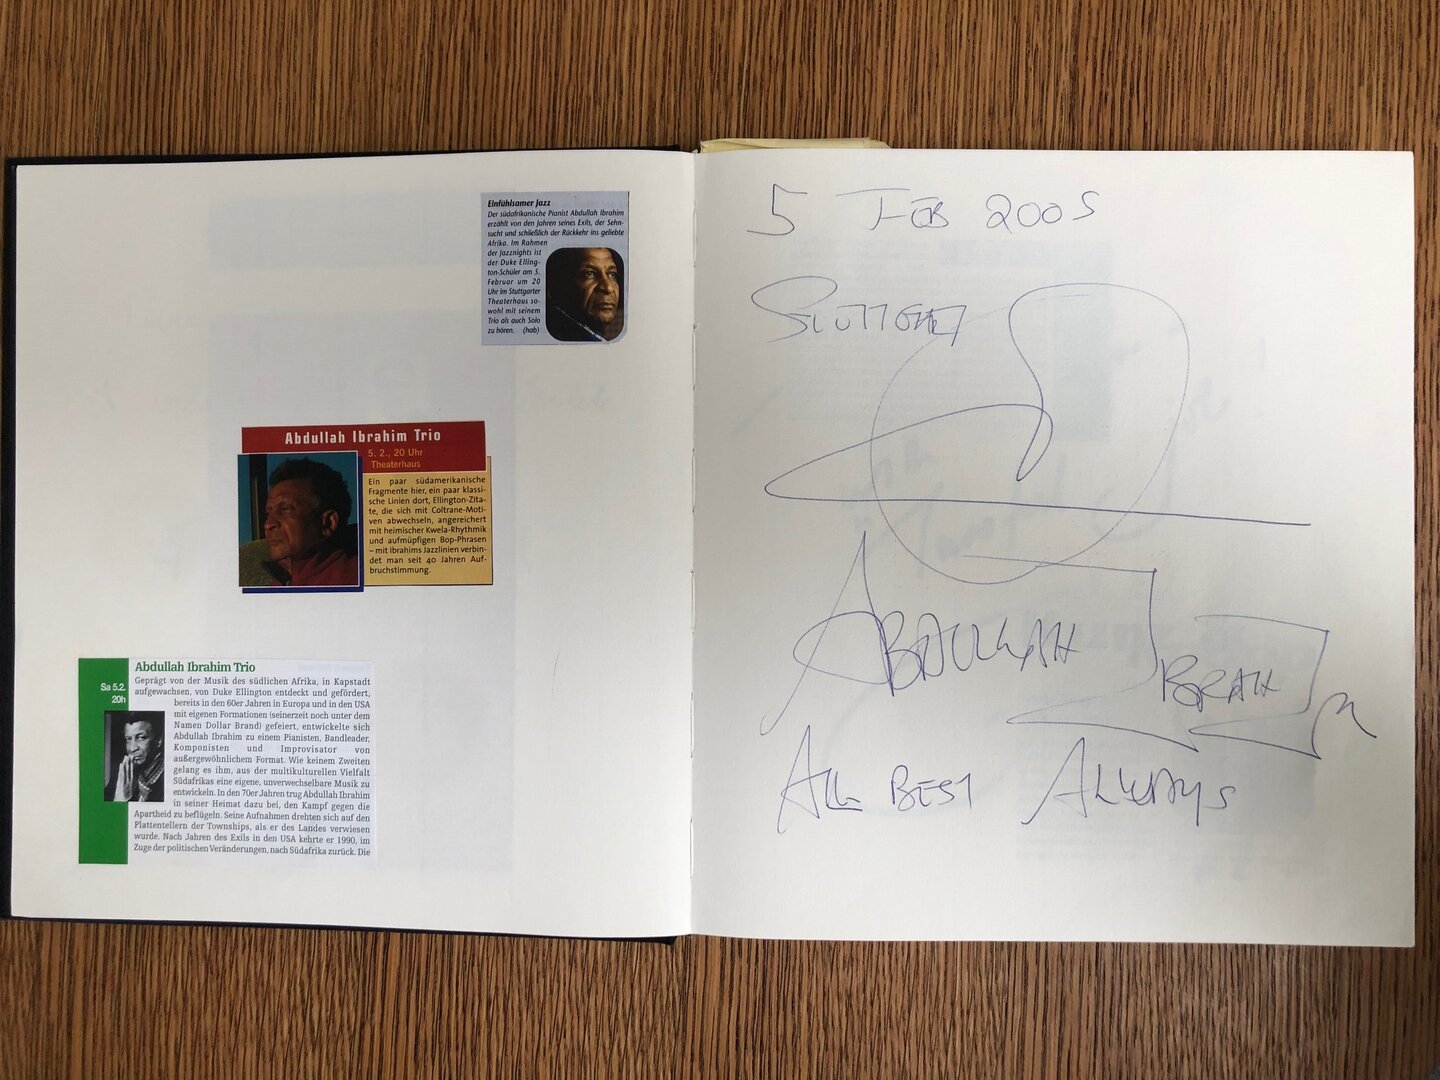 Einfühlsamer Jazz
Der südafrikanische Pianist Abdullah Ibrahim
erzählt von den Jahren seines Exils, der Sehn-
sucht und schließlich der Rückkehr ins geliebte
Afrika. Im Rahmen
der Jazznights ist
der Duke Elling-
ton-Schüler am 5.
Februar um 20
Uhr im Stuttgarter
Theaterhaus so-
wohl mit seinem
Trio als auch Solo
zu hören. (hab)
Abdullah Ibrahim Trio
5. 2., 20 Uhr
Theaterhaus
Ein paar südamerikanische
Fragmente hier, ein paar klassi-
sche Linien dort, Ellington-Zita-
te, die sich mit Coltrane-Moti-
ven abwechseln, angereichert
mit heimischer Kwela-Rhythmik
und aufmüpfigen Bop-Phrasen
– mit Ibrahims Jazzlinien verbin-
det man seit 40 Jahren Auf-
bruchstimmung.
Sa 5.2.
20h
Abdullah Ibrahim Trio
Geprägt von der Musik des südlichen Afrika, in Kapstadt
aufgewachsen, von Duke Ellington entdeckt und gefördert,
bereits in den 60er Jahren in Europa und in den USA
mit eigenen Formationen (seinerzeit noch unter dem
Namen Dollar Brand) gefeiert, entwickelte sich
Abdullah Ibrahim zu einem Pianisten, Bandleader,
Komponisten und Improvisator von
außergewöhnlichem Format. Wie keinem Zweiten
gelang es ihm, aus der multikulturellen Vielfalt
Südafrikas eine eigene, unverwechselbare Musik zu
entwickeln. In den 70er Jahren trug Abdullah Ibrahim
in seiner Heimat dazu bei, den Kampf gegen die
Apartheid zu beflügeln. Seine Aufnahmen drehten sich auf den
Plattentellern der Townships, als er des Landes verwiesen
wurde. Nach Jahren des Exils in den USA kehrte er 1990, im
Zuge der politischen Veränderungen, nach Südafrika zurück. Die
5 FEB 2005
ABDULLAH IBRAHIM
ALL BEST ALWAYS